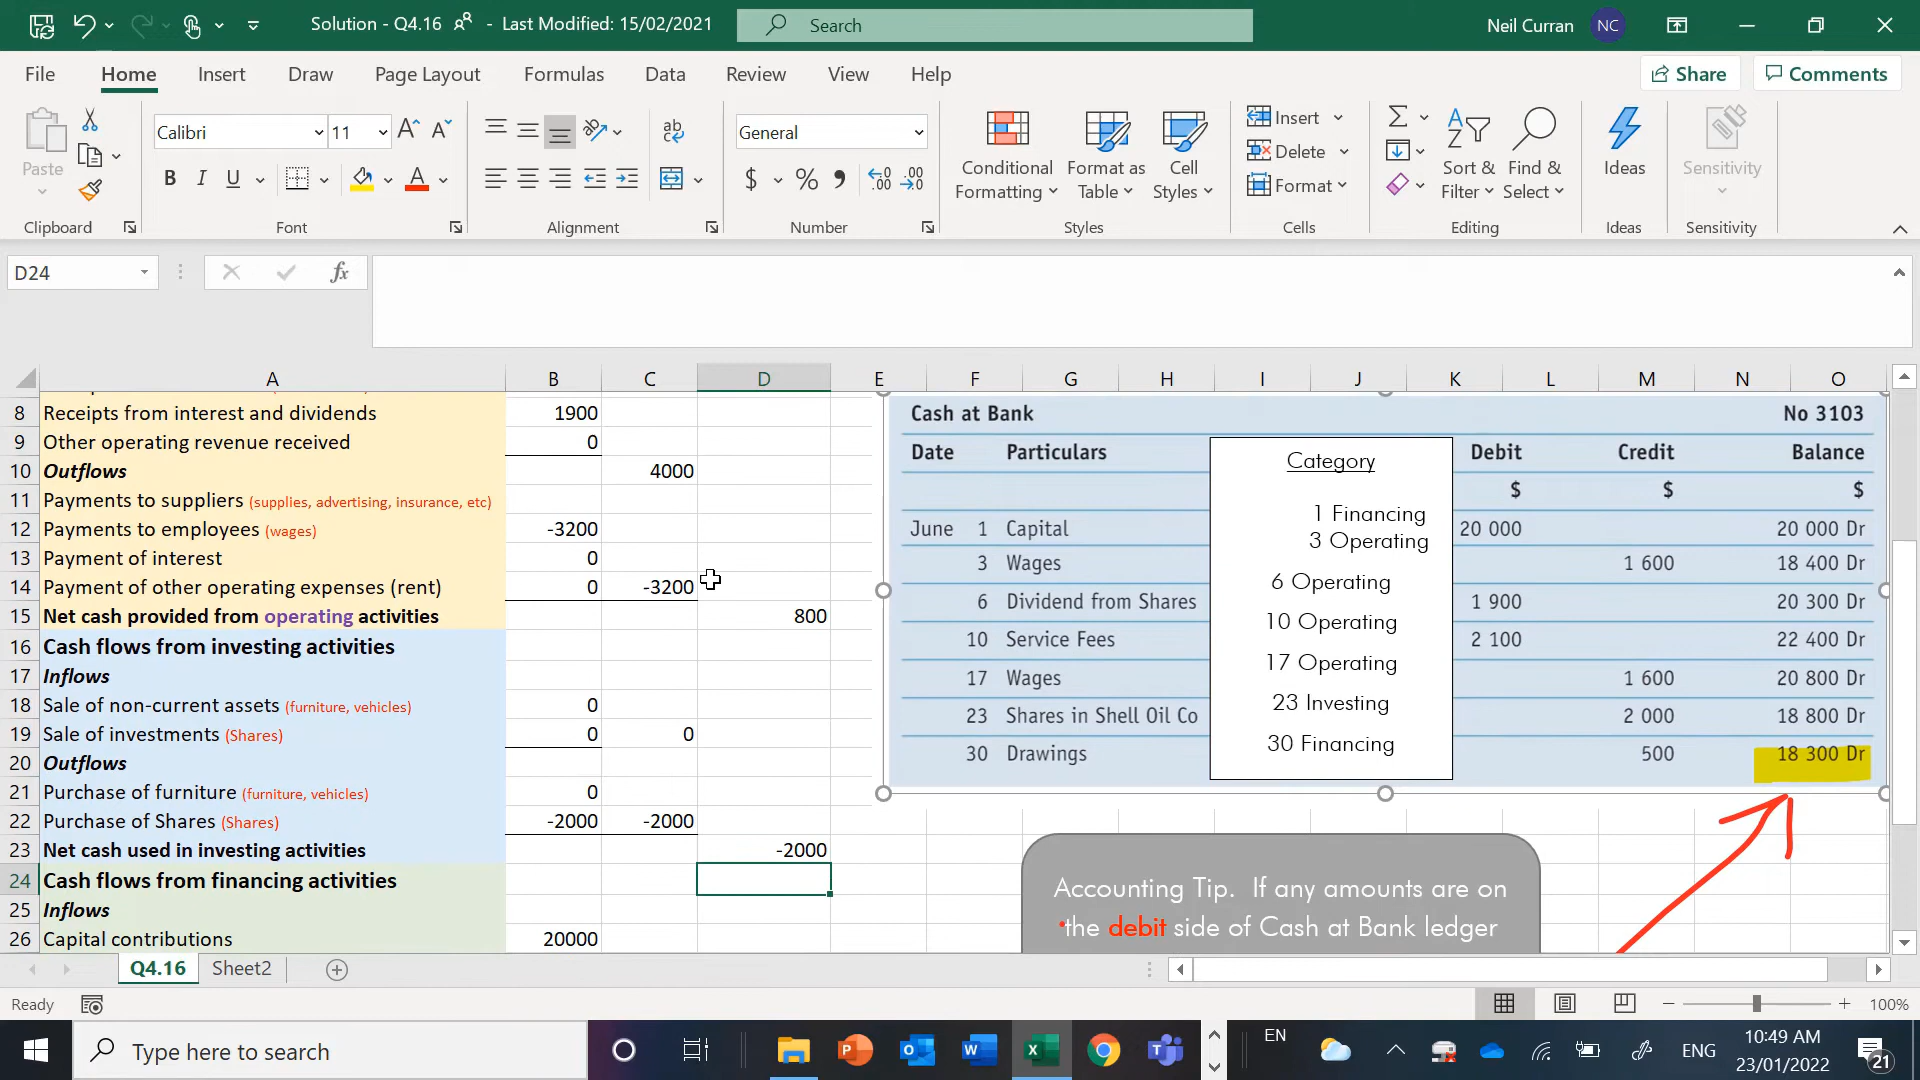 Solution - Q4.16 - Last Modified: 15/02/2021
Search
Neil Curran NC
File Home Insert Draw Page Layout Formulas Data Review View Help Share Comments
Paste
Calibri 11
General
B I U
$ % ,
Conditional Formatting
Format as Table
Cell Styles
Insert
Delete
Format
Sort & Filter
Find & Select
Ideas
Sensitivity
Clipboard Font Alignment Number Styles Cells Editing Ideas Sensitivity
D24 fx
A B C D E F G H I J K L M N O
8 Receipts from interest and dividends 1900
9 Other operating revenue received 0
10 Outflows 4000
11 Payments to suppliers (supplies, advertising, insurance, etc)
12 Payments to employees (wages) -3200
13 Payment of interest 0
14 Payment of other operating expenses (rent) 0 -3200
15 Net cash provided from operating activities 800
16 Cash flows from investing activities
17 Inflows
18 Sale of non-current assets (furniture, vehicles) 0
19 Sale of investments (Shares) 0 0
20 Outflows
21 Purchase of furniture (furniture, vehicles) 0
22 Purchase of Shares (Shares) -2000 -2000
23 Net cash used in investing activities -2000
24 Cash flows from financing activities
25 Inflows
26 Capital contributions 20000
Cash at Bank No 3103
Date Particulars Debit Credit Balance
$ $ $
June 1 Capital 20 000 20 000 Dr
3 Wages 1 600 18 400 Dr
6 Dividend from Shares 1 900 20 300 Dr
10 Service Fees 2 100 22 400 Dr
17 Wages 1 600 20 800 Dr
23 Shares in Shell Oil Co 2 000 18 800 Dr
30 Drawings 500 18 300 Dr
Category
1 Financing
3 Operating
6 Operating
10 Operating
17 Operating
23 Investing
30 Financing
Accounting Tip. If any amounts are on
the debit side of Cash at Bank ledger
Q4.16 Sheet2
Ready 100%
Type here to search
EN
ENG
10:49 AM
23/01/2022
21